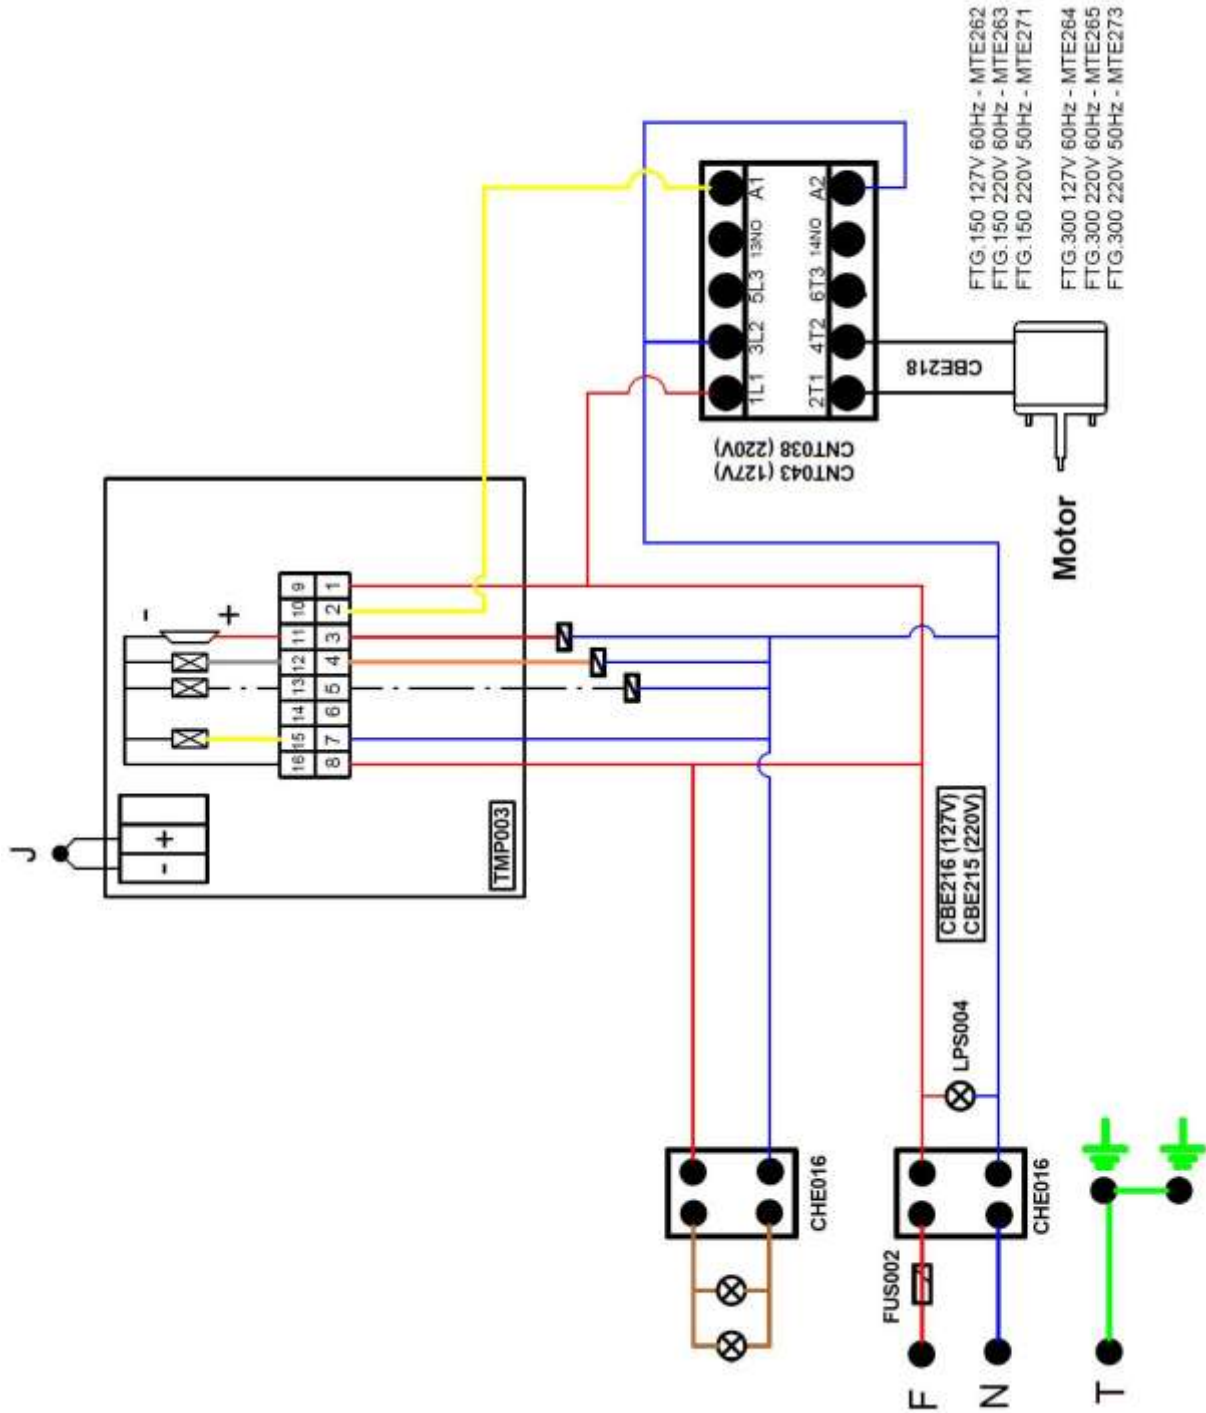 J
- +
TMP003
16 15 14 13 12 11 10 9
8 7 6 5 4 3 2 1
-
+
CHE016
FUS002
CHE016
LPS004
CBE216 (127V)
CBE215 (220V)
F
N
T
CNT043 (127V)
CNT038 (220V)
1L1 3L2 5L3 13NO A1
2T1 4T2 6T3 14NO A2
CBE218
Motor
FTG.150 127V 60Hz - MTE262
FTG.150 220V 60Hz - MTE263
FTG.150 220V 50Hz - MTE271
FTG.300 127V 60Hz - MTE264
FTG.300 220V 60Hz - MTE265
FTG.300 220V 50Hz - MTE273